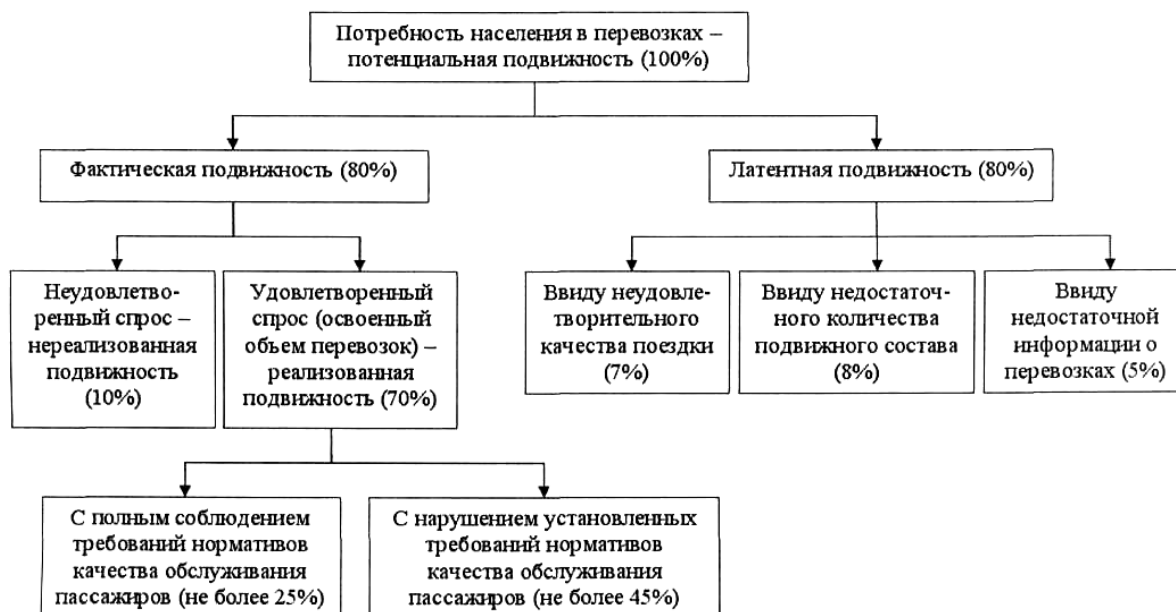 Потребность населения в перевозках –
потенциальная подвижность (100%)
Фактическая подвижность (80%)
Латентная подвижность (80%)
Неудовлетво-
ренный спрос –
нереализованная
подвижность
(10%)
Удовлетворенный
спрос (освоенный
объем перевозок) –
реализованная
подвижность (70%)
Ввиду неудовле-
творительного
качества поездки
(7%)
Ввиду недостаточ-
ного количества
подвижного состава
(8%)
Ввиду
недостаточной
информации о
перевозках (5%)
С полным соблюдением
требований нормативов
качества обслуживания
пассажиров (не более 25%)
С нарушением установленных
требований нормативов
качества обслуживания
пассажиров (не более 45%)